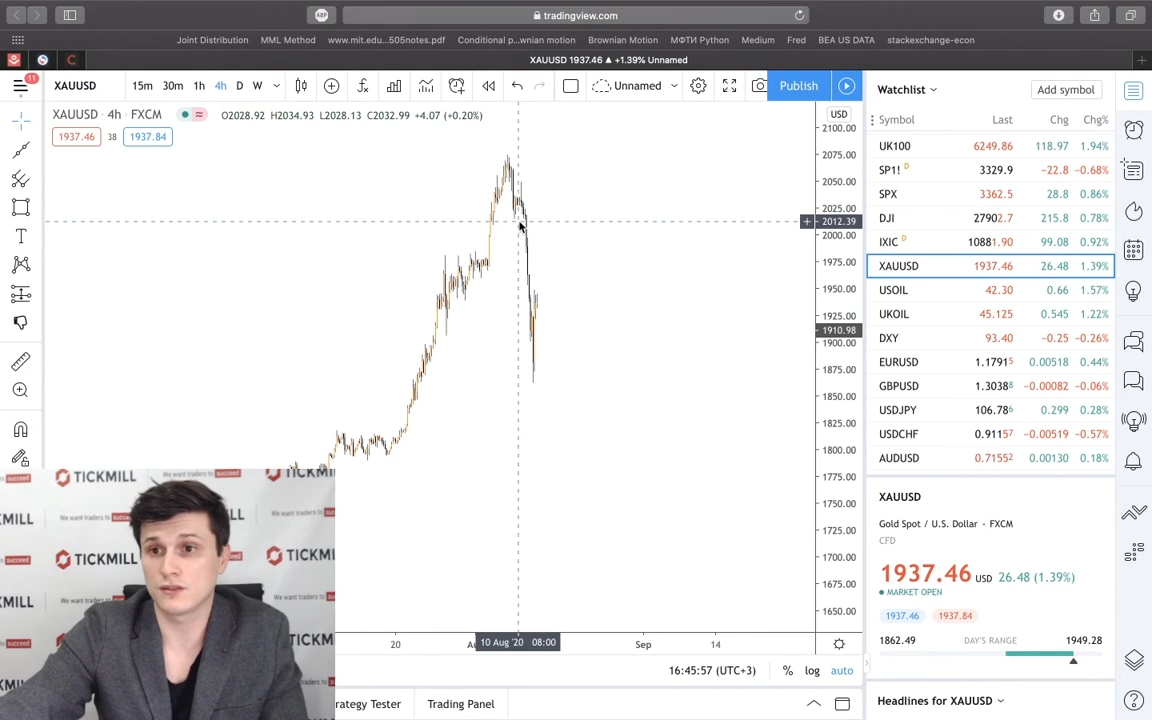 ABP
tradingview.com
Joint Distribution
MML Method
www.mit.edu...505notes.pdf
Conditional p...wnian motion
Brownian Motion
МФТИ Python
Medium
Fred
BEA US DATA
stackexchange-econ
XAUUSD 1937.46 ▲ +1.39% Unnamed
11
XAUUSD
15m
30m
1h
4h
D
W
Unnamed
Publish
XAUUSD · 4h · FXCM
O2028.92 H2034.93 L2028.13 C2032.99 +4.07 (+0.20%)
1937.46
38
1937.84
USD
2100.00
2075.00
2050.00
2025.00
2012.39
2000.00
1975.00
1950.00
1925.00
1910.98
1900.00
1875.00
1850.00
1825.00
1800.00
1775.00
1750.00
1725.00
1700.00
1675.00
1650.00
20
10 Aug '20 08:00
Sep
14
16:45:57 (UTC+3)
%
log
auto
rategy Tester
Trading Panel
Watchlist
Add symbol
Symbol Last Chg Chg%
UK100 6249.86 118.97 1.94%
SP1! D 3329.9 −22.8 −0.68%
SPX 3362.5 28.8 0.86%
DJI 27902.7 215.8 0.78%
IXIC D 10881.90 99.08 0.92%
XAUUSD 1937.46 26.48 1.39%
USOIL 42.30 0.66 1.57%
UKOIL 45.125 0.545 1.22%
DXY 93.40 −0.25 −0.26%
EURUSD 1.17915 0.00518 0.44%
GBPUSD 1.30388 −0.00082 −0.06%
USDJPY 106.786 0.299 0.28%
USDCHF 0.91157 −0.00519 −0.57%
AUDUSD 0.71552 0.00130 0.18%
XAUUSD
Gold Spot / U.S. Dollar · FXCM
CFD
1937.46 USD 26.48 (1.39%)
MARKET OPEN
1937.46
1937.84
1862.49 DAY'S RANGE 1949.28
Headlines for XAUUSD
TICKMILL
We want traders to succeed
TICKMILL
We want traders to succeed